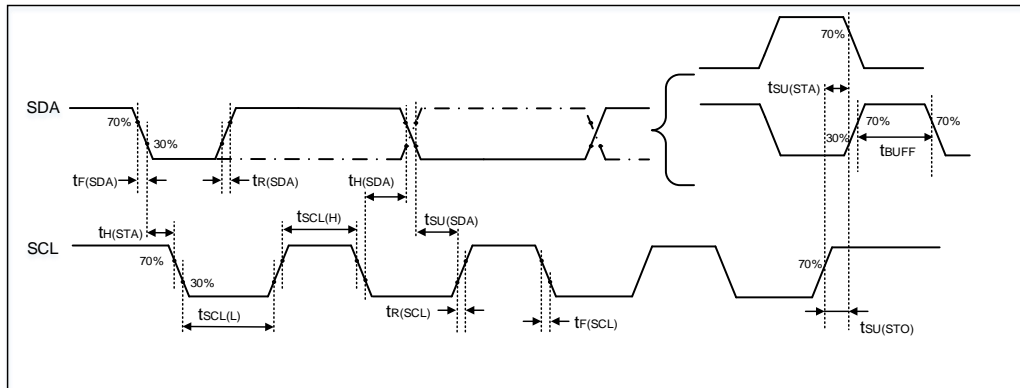 70%
tSU(STA)
SDA
70%
30%
30%
70%
70%
tBUFF
tF(SDA)
tR(SDA)
tH(SDA)
tSCL(H)
tSU(SDA)
tH(STA)
SCL
70%
30%
70%
tSCL(L)
tR(SCL)
tF(SCL)
tSU(STO)